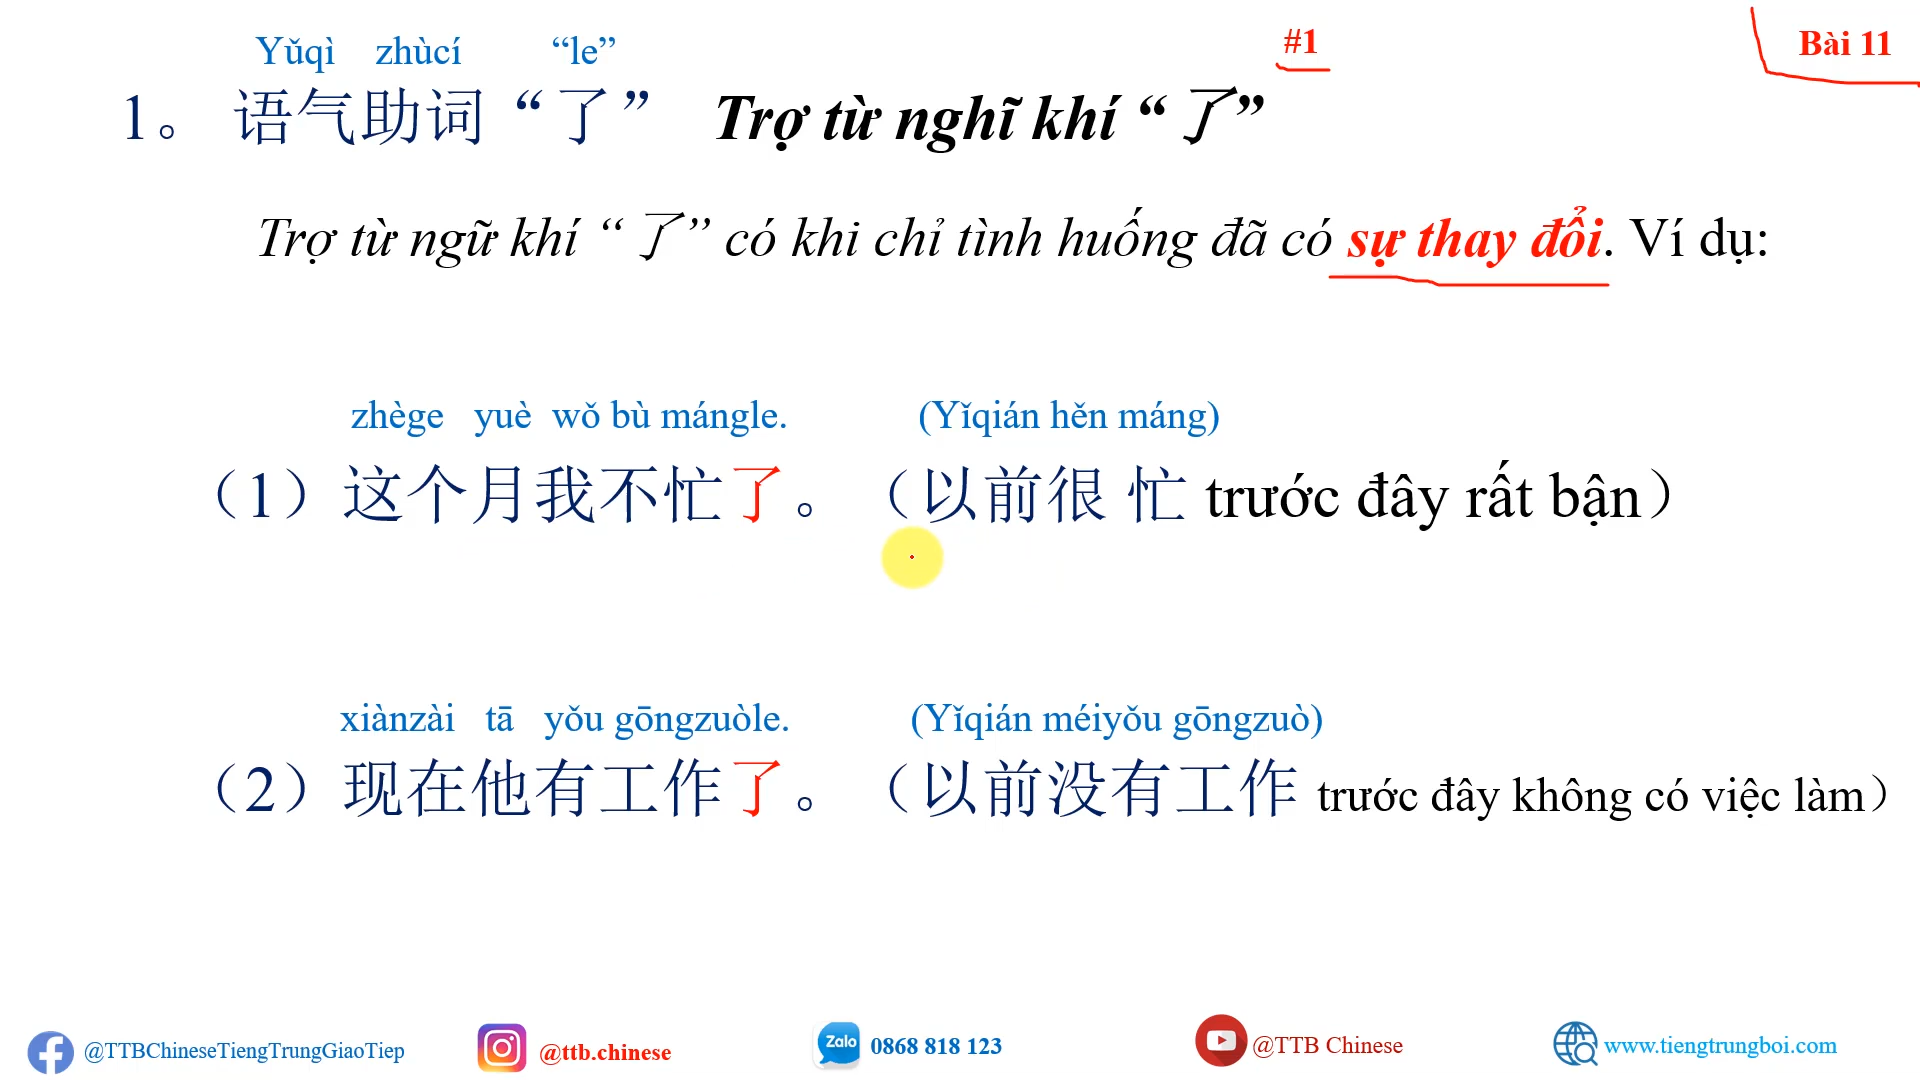 Yǔqì zhùcí “le”
#1
Bài 11
1。 语气助词“了” Trợ từ nghĩ khí “了”
Trợ từ ngữ khí “了” có khi chỉ tình huống đã có sự thay đổi. Ví dụ:
zhège yuè wǒ bù mángle. (Yǐqián hěn máng)
（1）这个月我不忙了。（以前很 忙 trước đây rất bận）
xiànzài tā yǒu gōngzuòle. (Yǐqián méiyǒu gōngzuò)
（2）现在他有工作了。（以前没有工作 trước đây không có việc làm）
@TTBChineseTiengTrungGiaoTiep
@ttb.chinese
Zalo 0868 818 123
@TTB Chinese
www.tiengtrungboi.com